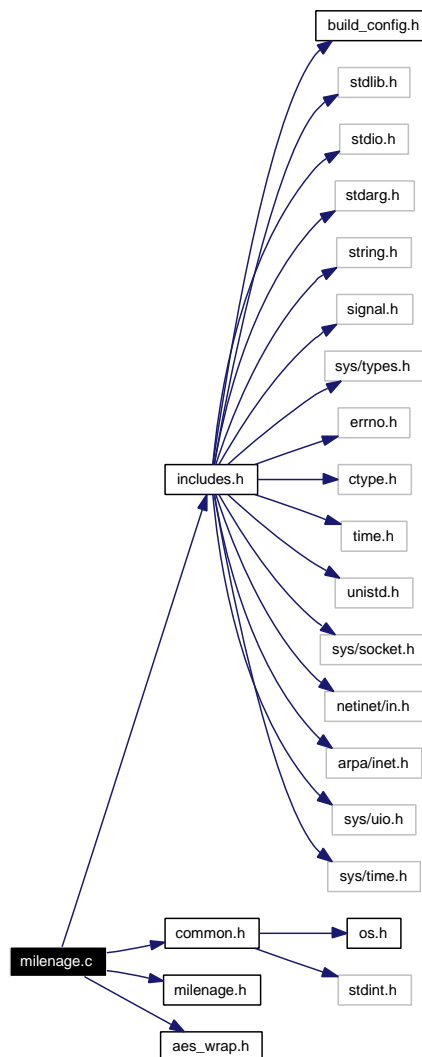 build_config.h
stdlib.h
stdio.h
stdarg.h
string.h
signal.h
sys/types.h
errno.h
includes.h
ctype.h
time.h
unistd.h
sys/socket.h
netinet/in.h
arpa/inet.h
sys/uio.h
sys/time.h
common.h
os.h
milenage.c
milenage.h
stdint.h
aes_wrap.h